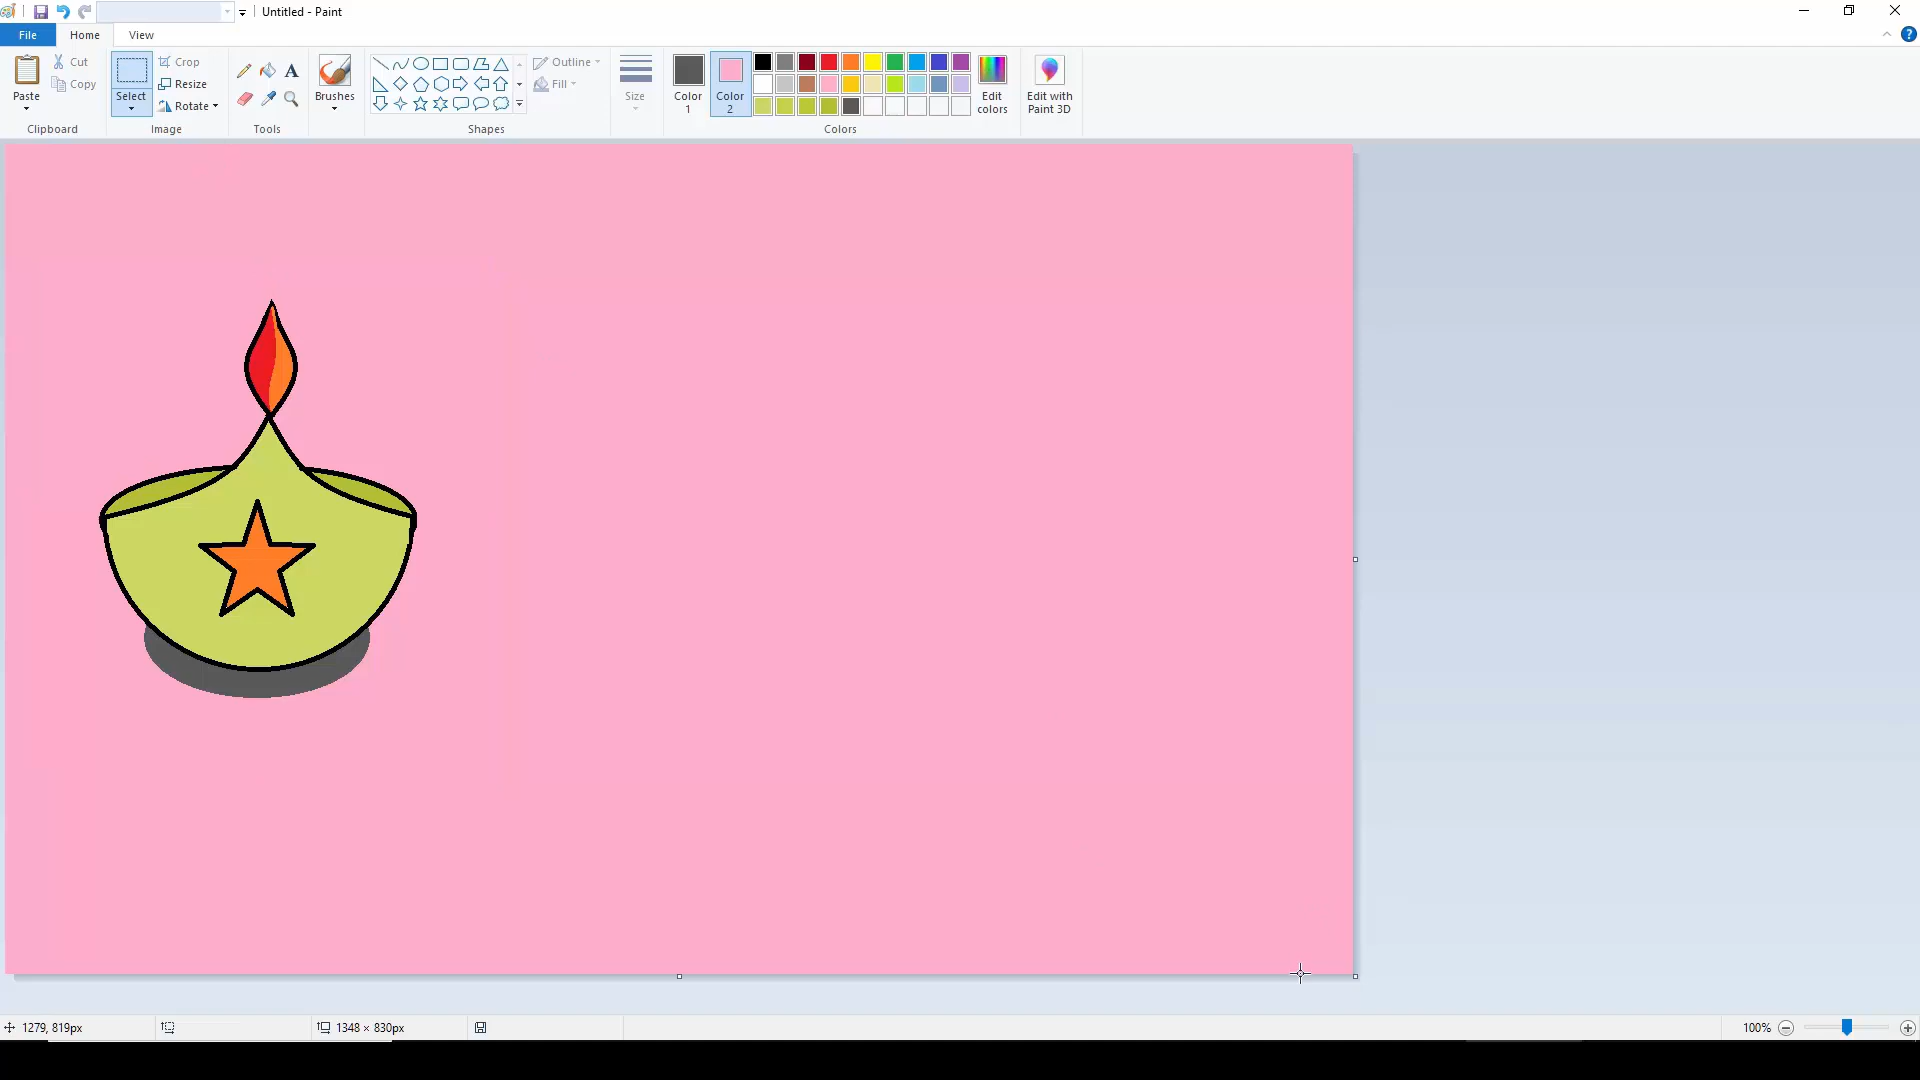 Untitled - Paint
File Home View
Paste Cut Copy
Clipboard
Select Crop Resize Rotate
Image
Tools
Brushes
Outline Fill
Shapes
Size
Color 1 Color 2 Edit colors
Colors
Edit with Paint 3D
1279, 819px 1348 × 830px 100%